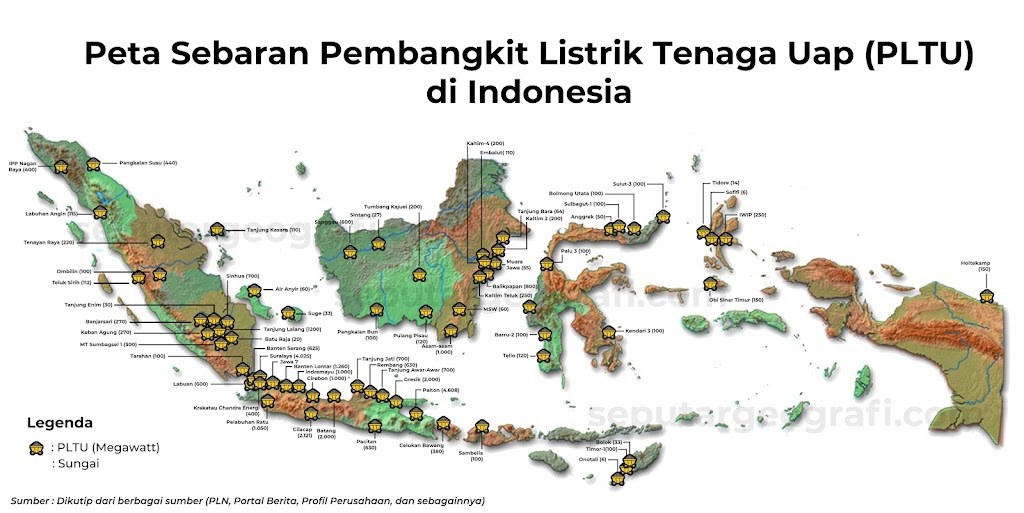 Peta Sebaran Pembangkit Listrik Tenaga Uap (PLTU)
di Indonesia
IPP Nagan
Raya (400)
Pangkalan Susu (440)
Labuhan Angin (115)
Tenayan Raya (220)
Tanjung Kasam (110)
Ombilin (100)
Teluk Sirih (112)
Sinhua (700)
Air Anyir (60)
Suge (33)
Tanjung Enim (30)
Banjarsari (270)
Keban Agung (270)
MT Sumbagsel 1 (300)
Tanjung Lalang (1200)
Batu Raja (20)
Banten Serang (625)
Tarahan (100)
Suralaya (4.025)
Jawa 7
Banten Lontar (1.260)
Indramayu (1.000)
Cirebon (1.000)
Labuan (600)
Tanjung Jati (700)
Rembang (630)
Tanjung Awar-Awar (700)
Gresik (2.000)
Paiton (4,608)
Krakatau Chandra Energi
(400)
Pelabuhan Ratu
(1.050)
Cilacap
(2,121)
Batang
(2.000)
Pacitan
(630)
Celukan Bawang
(380)
Sambelia
(100)
Sanggau (600)
Sintang (27)
Tumbang Kajuei (200)
Kaltim-4 (200)
Embalut (110)
Tanjung Bara (64)
Kaltim 2 (200)
Muara
Jawa (55)
Balikpapan (800)
Kaltim Teluk (230)
MSW (60)
Pangkalan Bun
(100)
Pulang Pisau
(120)
Asam-asam
(1.000)
Sulut-3 (100)
Bolmong Utara (100)
Sulbagut-1 (100)
Anggrek (50)
Palu 3 (100)
Barru-2 (100)
Tello (120)
Kendari 3 (100)
Tidore (14)
Sofifi (6)
IWIP (250)
Obi Sinar Timur (150)
Holtekamp
(150)
Bolok (33)
Timor-1(100)
Onotali (6)
seputargeografi.com
Legenda
: PLTU (Megawatt)
: Sungai
Sumber : Dikutip dari berbagai sumber (PLN, Portal Berita, Profil Perusahaan, dan sebagainnya)